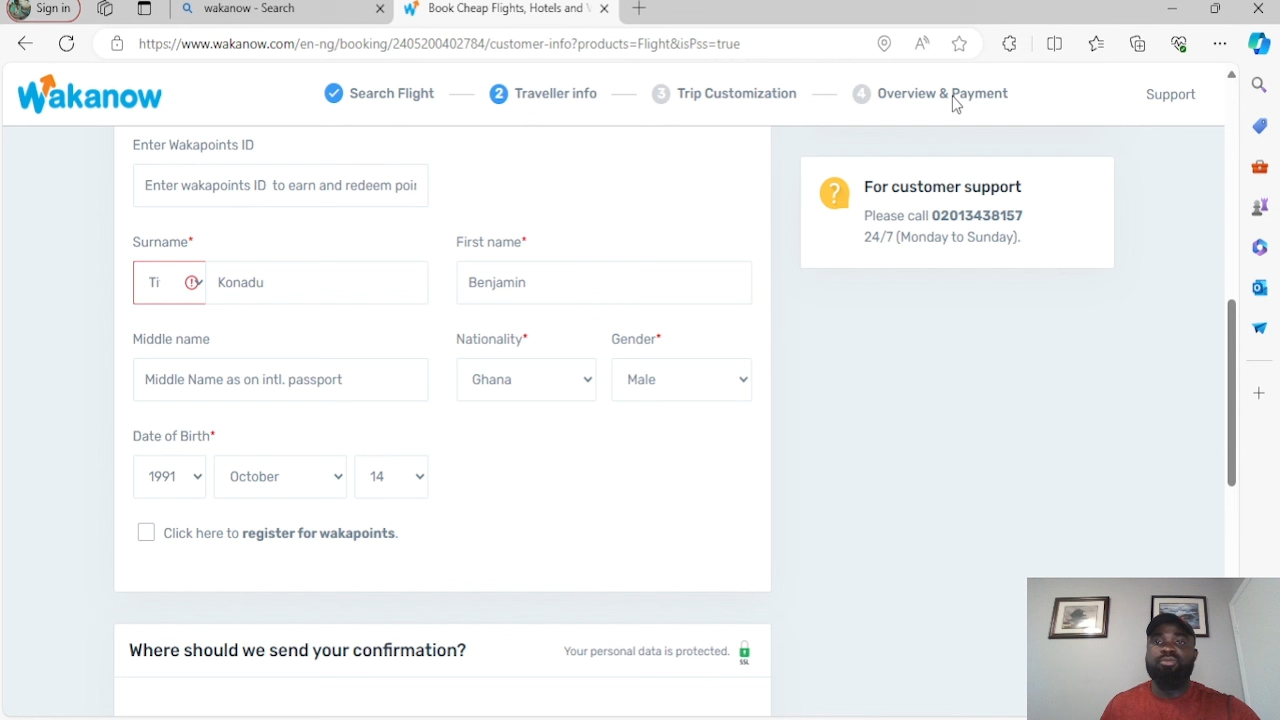 Sign in
wakanow - Search
Book Cheap Flights, Hotels and
https://www.wakanow.com/en-ng/booking/2405200402784/customer-info?products=Flight&isPss=true
Wakanow
Search Flight
2 Traveller info
3 Trip Customization
4 Overview & Payment
Support
Enter Wakapoints ID
Enter wakapoints ID to earn and redeem poi
For customer support
Please call 02013438157
24/7 (Monday to Sunday).
Surname*
First name*
Ti
Konadu
Benjamin
Middle name
Nationality*
Gender*
Middle Name as on intl. passport
Ghana
Male
Date of Birth*
1991
October
14
Click here to register for wakapoints.
Where should we send your confirmation?
Your personal data is protected.
SSL